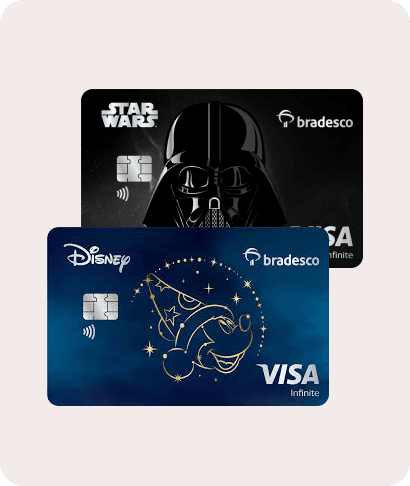 STAR
WARS
bradesco
VISA
Infinite
Disney
bradesco
VISA
Infinite